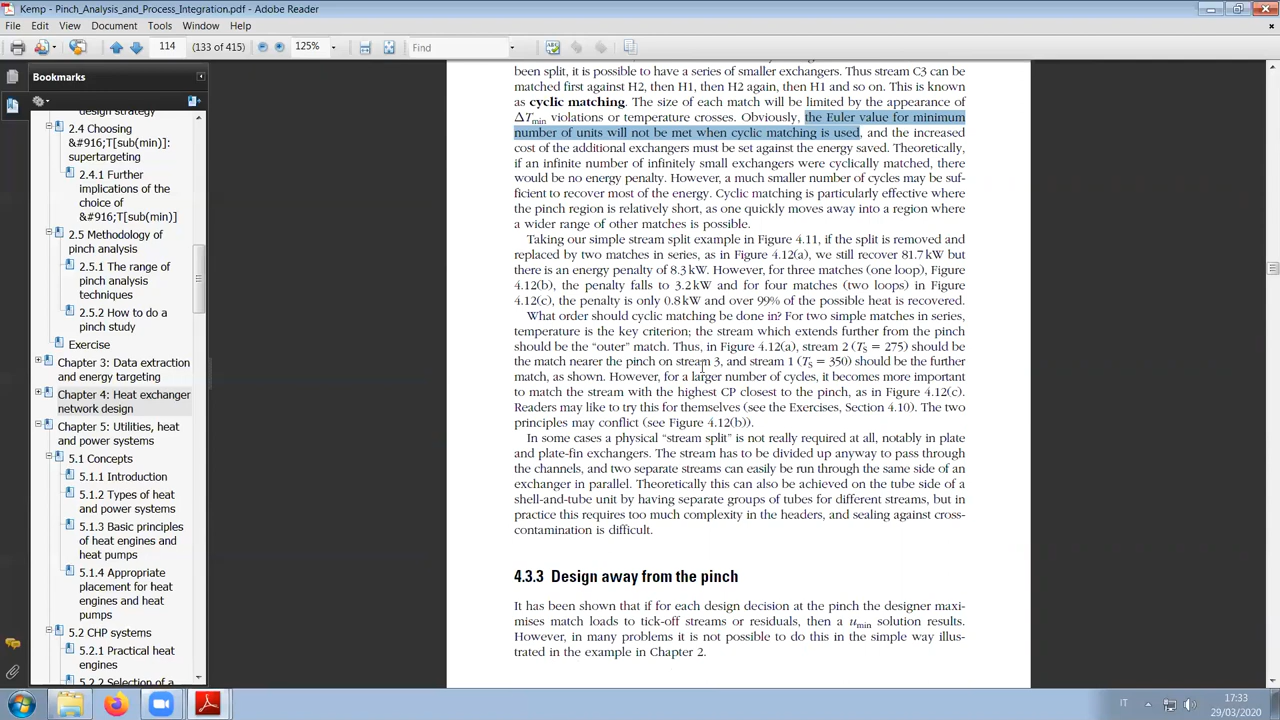 Kemp - Pinch_Analysis_and_Process_Integration.pdf - Adobe Reader
File Edit View Document Tools Window Help
114 (133 of 415) 125% Find
Bookmarks
design strategy
2.4 Choosing
&#916;T[sub(min)]:
supertargeting
2.4.1 Further
implications of the
choice of
&#916;T[sub(min)]
2.5 Methodology of
pinch analysis
2.5.1 The range of
pinch analysis
techniques
2.5.2 How to do a
pinch study
Exercise
Chapter 3: Data extraction
and energy targeting
Chapter 4: Heat exchanger
network design
Chapter 5: Utilities, heat
and power systems
5.1 Concepts
5.1.1 Introduction
5.1.2 Types of heat
and power systems
5.1.3 Basic principles
of heat engines and
heat pumps
5.1.4 Appropriate
placement for heat
engines and heat
pumps
5.2 CHP systems
5.2.1 Practical heat
engines
5.2.2 Selection of a
been split, it is possible to have a series of smaller exchangers. Thus stream C3 can be
matched first against H2, then H1, then H2 again, then H1 and so on. This is known
as cyclic matching. The size of each match will be limited by the appearance of
ΔTmin violations or temperature crosses. Obviously, the Euler value for minimum
number of units will not be met when cyclic matching is used, and the increased
cost of the additional exchangers must be set against the energy saved. Theoretically,
if an infinite number of infinitely small exchangers were cyclically matched, there
would be no energy penalty. However, a much smaller number of cycles may be suf-
ficient to recover most of the energy. Cyclic matching is particularly effective where
the pinch region is relatively short, as one quickly moves away into a region where
a wider range of other matches is possible.
Taking our simple stream split example in Figure 4.11, if the split is removed and
replaced by two matches in series, as in Figure 4.12(a), we still recover 81.7 kW but
there is an energy penalty of 8.3 kW. However, for three matches (one loop), Figure
4.12(b), the penalty falls to 3.2 kW and for four matches (two loops) in Figure
4.12(c), the penalty is only 0.8 kW and over 99% of the possible heat is recovered.
What order should cyclic matching be done in? For two simple matches in series,
temperature is the key criterion; the stream which extends further from the pinch
should be the “outer” match. Thus, in Figure 4.12(a), stream 2 (TS = 275) should be
the match nearer the pinch on stream 3, and stream 1 (TS = 350) should be the further
match, as shown. However, for a larger number of cycles, it becomes more important
to match the stream with the highest CP closest to the pinch, as in Figure 4.12(c).
Readers may like to try this for themselves (see the Exercises, Section 4.10). The two
principles may conflict (see Figure 4.12(b)).
In some cases a physical “stream split” is not really required at all, notably in plate
and plate-fin exchangers. The stream has to be divided up anyway to pass through
the channels, and two separate streams can easily be run through the same side of an
exchanger in parallel. Theoretically this can also be achieved on the tube side of a
shell-and-tube unit by having separate groups of tubes for different streams, but in
practice this requires too much complexity in the headers, and sealing against cross-
contamination is difficult.
4.3.3 Design away from the pinch
It has been shown that if for each design decision at the pinch the designer maxi-
mises match loads to tick-off streams or residuals, then a umin solution results.
However, in many problems it is not possible to do this in the simple way illus-
trated in the example in Chapter 2.
IT
17:33
29/03/2020